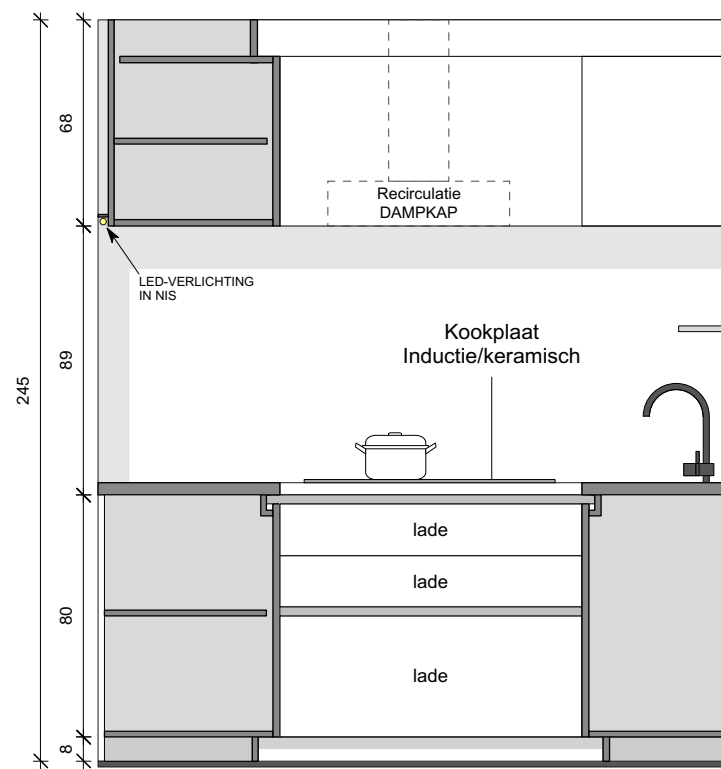 68
Recirculatie
DAMPKAP
LED-VERLICHTING
IN NIS
Kookplaat
Inductie/keramisch
89
245
lade
lade
80
lade
8